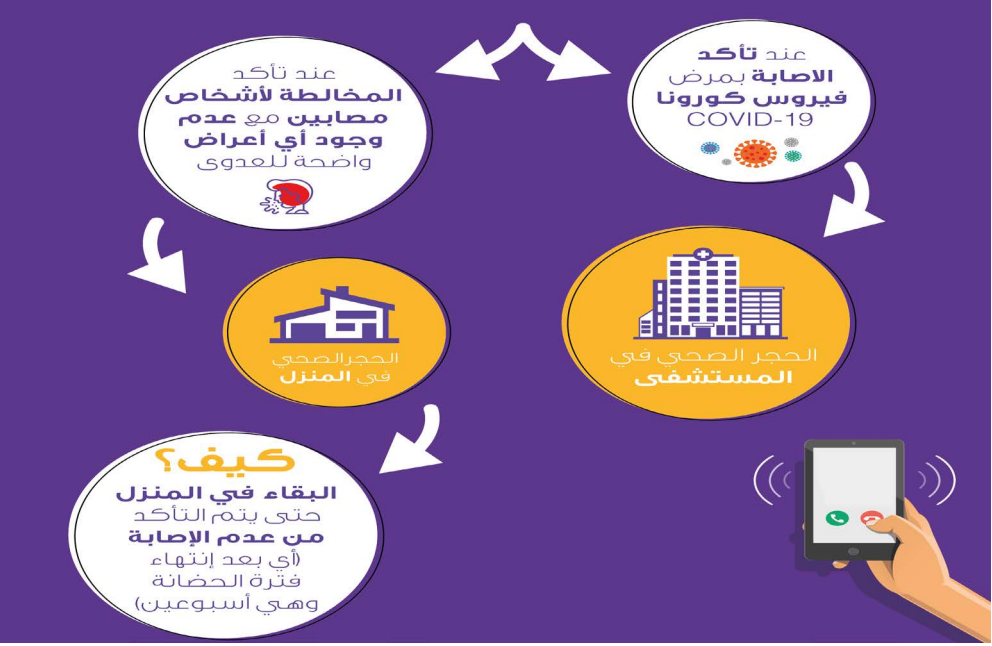 عند تأكد
الاصابة بمرض
فيروس كورونا
COVID-19
الحجر الصحي في
المستشفى
عند تأكد
المخالطة لأشخاص
مصابين مع عدم
وجود أي أعراض
واضحة للعدوى
الحجرالصحي
في المنزل
كيف؟
البقاء في المنزل
حتى يتم التأكد
من عدم الإصابة
(أي بعد إنتهاء
فترة الحضانة
وهي أسبوعين)